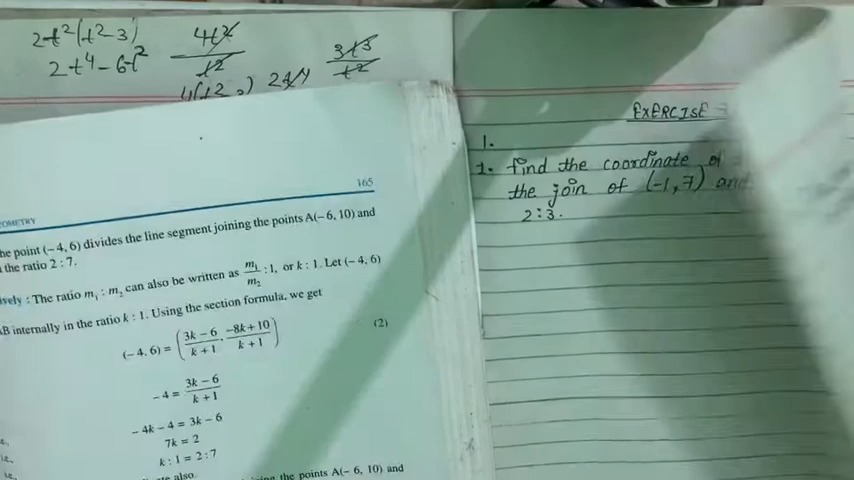 2t²(t²-3)
2t⁴-6t²
4t²
t²
3t³
t²
165
OMETRY
he point (-4, 6) divides the line segment joining the points A(-6, 10) and
the ratio 2 : 7.
vely : The ratio m₁ : m₂ can also be written as m₁/m₂ : 1, or k : 1. Let (-4, 6)
AB internally in the ratio k : 1. Using the section formula, we get
(-4, 6) = ( (3k-6)/(k+1) , (-8k+10)/(k+1) )
(2)
-4 = (3k-6)/(k+1)
-4k - 4 = 3k - 6
7k = 2
k : 1 = 2 : 7
also
the points A(-6, 10) and
EXERCISE
1.
1. find the coordinate of
the join of (-1,7) and
2:3.